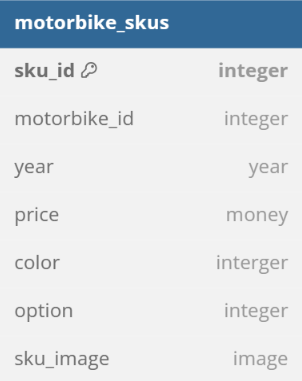 motorbike_skus
sku_id integer
motorbike_id integer
year year
price money
color interger
option integer
sku_image image